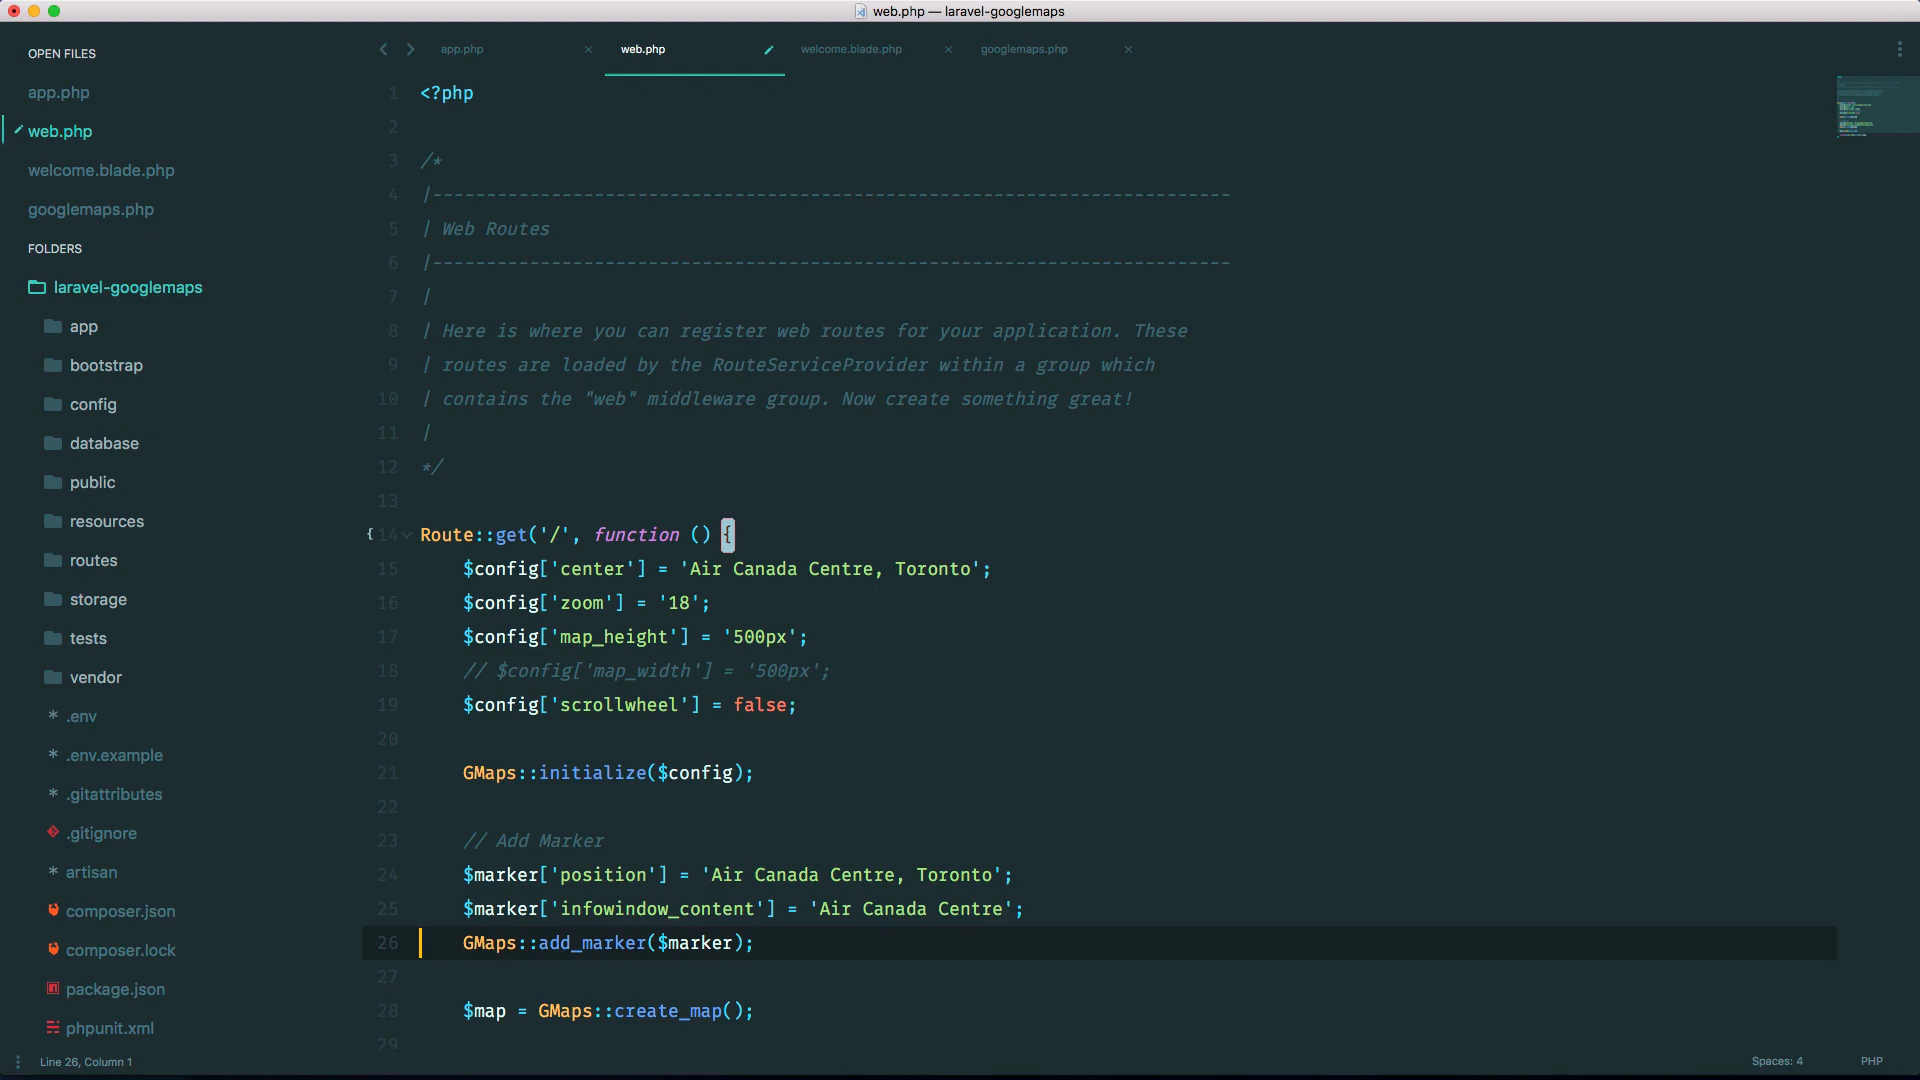 web.php — laravel-googlemaps
OPEN FILES
app.php
web.php
welcome.blade.php
googlemaps.php
FOLDERS
laravel-googlemaps
app
bootstrap
config
database
public
resources
routes
storage
tests
vendor
* .env
* .env.example
* .gitattributes
.gitignore
* artisan
composer.json
composer.lock
package.json
phpunit.xml
app.php × web.php welcome.blade.php × googlemaps.php ×
1 <?php
2
3 /*
4 |--------------------------------------------------------------------------
5 | Web Routes
6 |--------------------------------------------------------------------------
7 |
8 | Here is where you can register web routes for your application. These
9 | routes are loaded by the RouteServiceProvider within a group which
10 | contains the "web" middleware group. Now create something great!
11 |
12 */
13
{ 14 Route::get('/', function () {
15 $config['center'] = 'Air Canada Centre, Toronto';
16 $config['zoom'] = '18';
17 $config['map_height'] = '500px';
18 // $config['map_width'] = '500px';
19 $config['scrollwheel'] = false;
20
21 GMaps::initialize($config);
22
23 // Add Marker
24 $marker['position'] = 'Air Canada Centre, Toronto';
25 $marker['infowindow_content'] = 'Air Canada Centre';
26 GMaps::add_marker($marker);
27
28 $map = GMaps::create_map();
29
Line 26, Column 1
Spaces: 4 PHP